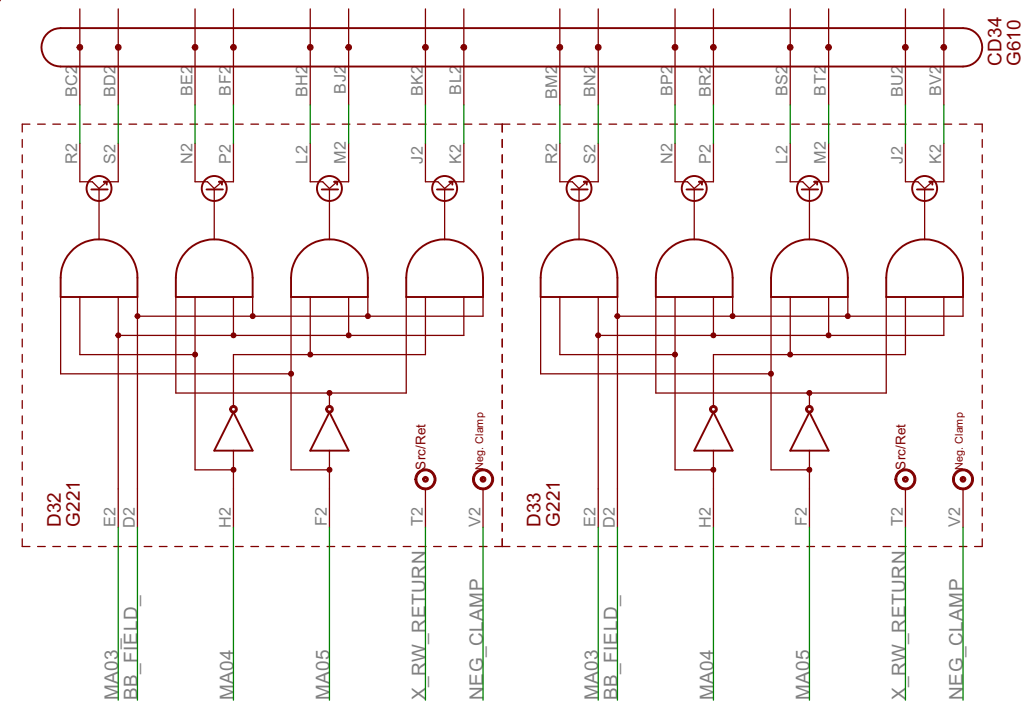 CD34
G610
BC2
BD2
BE2
BF2
BH2
BJ2
BK2
BL2
BM2
BN2
BP2
BR2
BS2
BT2
BU2
BV2
R2
S2
N2
P2
L2
M2
J2
K2
R2
S2
N2
P2
L2
M2
J2
K2
Src/Ret
Neg. Clamp
Src/Ret
Neg. Clamp
D32
G221
E2
D2
H2
F2
T2
V2
D33
G221
E2
D2
H2
F2
T2
V2
MA03
BB_FIELD_
MA04
MA05
X_RW_RETURN
NEG_CLAMP
MA03
BB_FIELD_
MA04
MA05
X_RW_RETURN
NEG_CLAMP